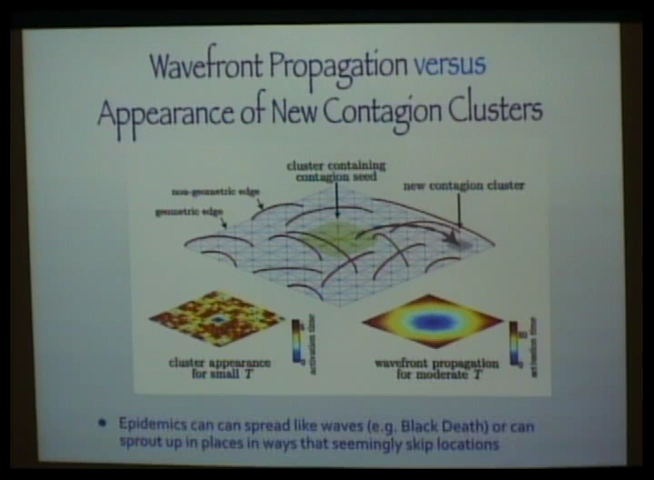 Wavefront Propagation versus
Appearance of New Contagion Clusters
cluster containing
contagion seed
non-geometric edge
new contagion cluster
geometric edge
activation time
activation time
cluster appearance
for small T
wavefront propagation
for moderate T
• Epidemics can can spread like waves (e.g. Black Death) or can
sprout up in places in ways that seemingly skip locations